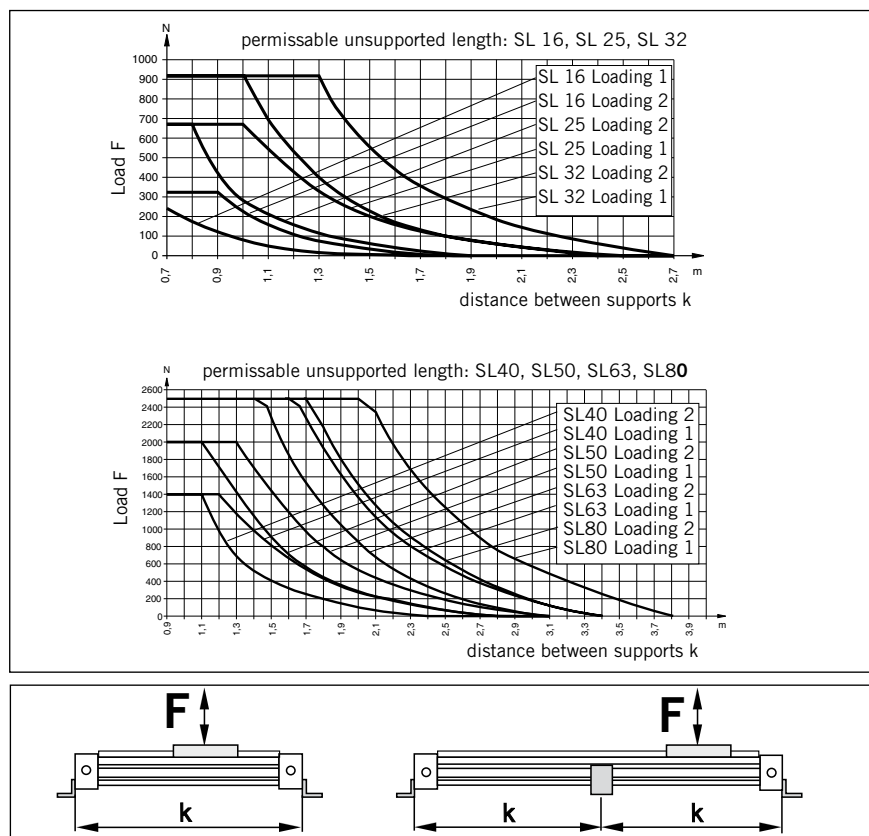 N
permissable unsupported length: SL 16, SL 25, SL 32
1000
900
800
700
600
500
400
300
200
100
0
Load F
SL 16 Loading 1
SL 16 Loading 2
SL 25 Loading 2
SL 25 Loading 1
SL 32 Loading 2
SL 32 Loading 1
0,7 0,9 1,1 1,3 1,5 1,7 1,9 2,1 2,3 2,5 2,7 m
distance between supports k
N
permissable unsupported length: SL40, SL50, SL63, SL80
2600
2400
2000
1800
1400
1200
800
600
400
200
0
Load F
SL40 Loading 2
SL40 Loading 1
SL50 Loading 2
SL50 Loading 1
SL63 Loading 2
SL63 Loading 1
SL80 Loading 2
SL80 Loading 1
0,9 1,1 1,3 1,5 1,7 1,9 2,1 2,3 2,5 2,7 2,9 3,1 3,3 3,5 3,7 3,9 m
distance between supports k
F F
k k k